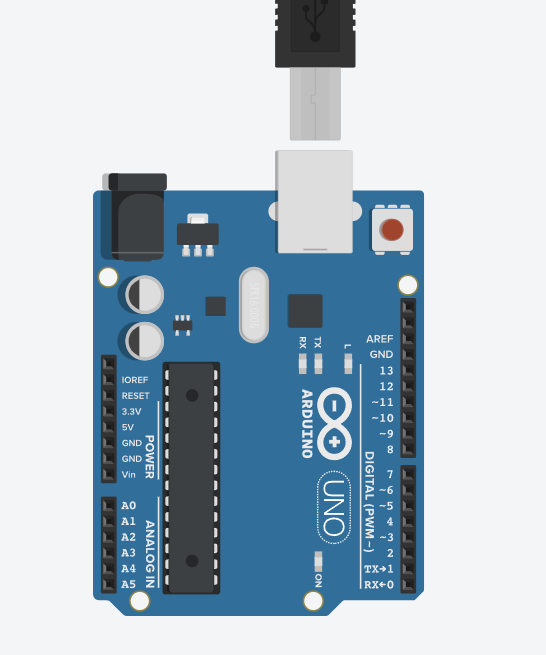 RX
TX
L
ARDUINO
UNO
ON
IOREF
RESET
3.3V
5V
GND
GND
Vin
POWER
A0
A1
A2
A3
A4
A5
ANALOG IN
AREF
GND
13
12
~11
~10
~9
8
7
~6
~5
4
~3
2
TX→1
RX←0
DIGITAL (PWM~)